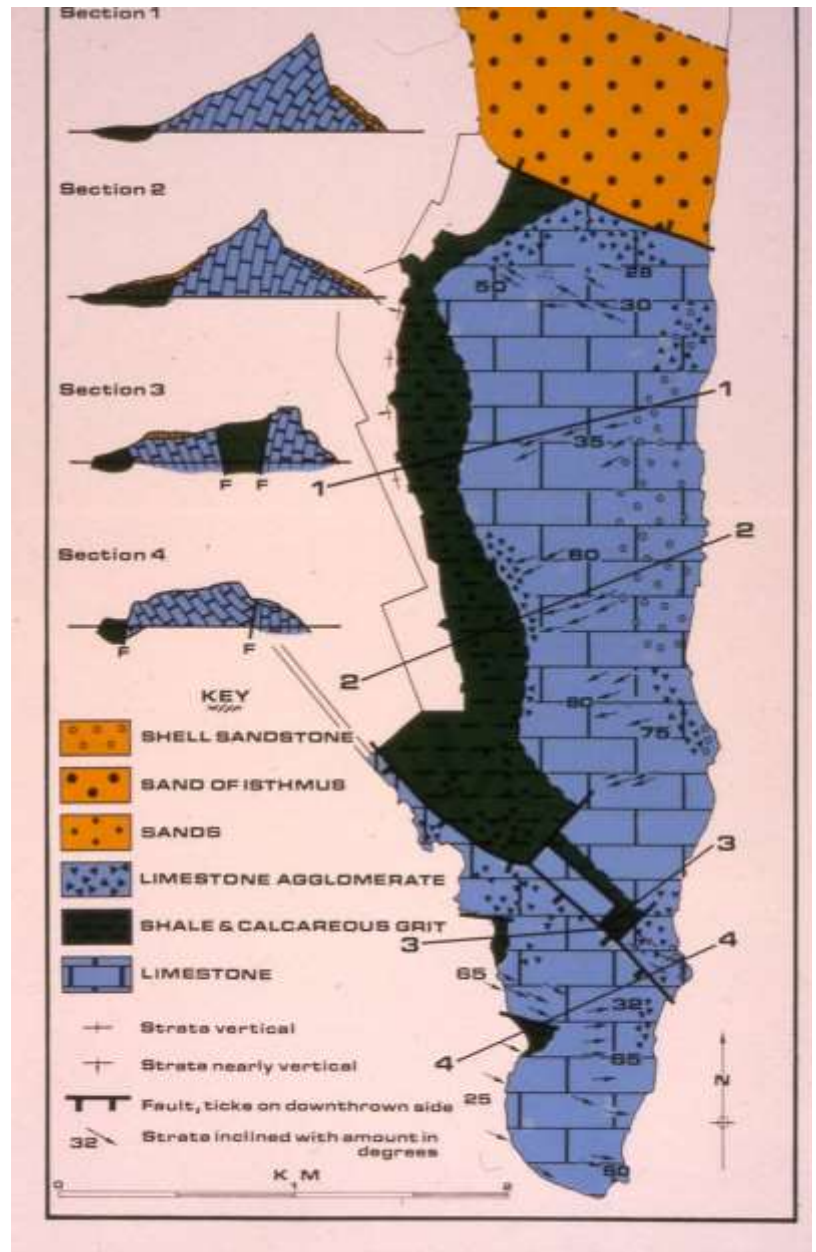 Section 1
Section 2
Section 3
F F
Section 4
F F
KEY
SHELL SANDSTONE
SAND OF ISTHMUS
SANDS
LIMESTONE AGGLOMERATE
SHALE & CALCAREOUS GRIT
LIMESTONE
Strata vertical
Strata nearly vertical
Fault, ticks on downthrown side
32 Strata inclined with amount in
degrees
KM
0 1 2
50
30
1
35
1
2
60
2
75
3
3
4
65
32
4
65
25
60
N